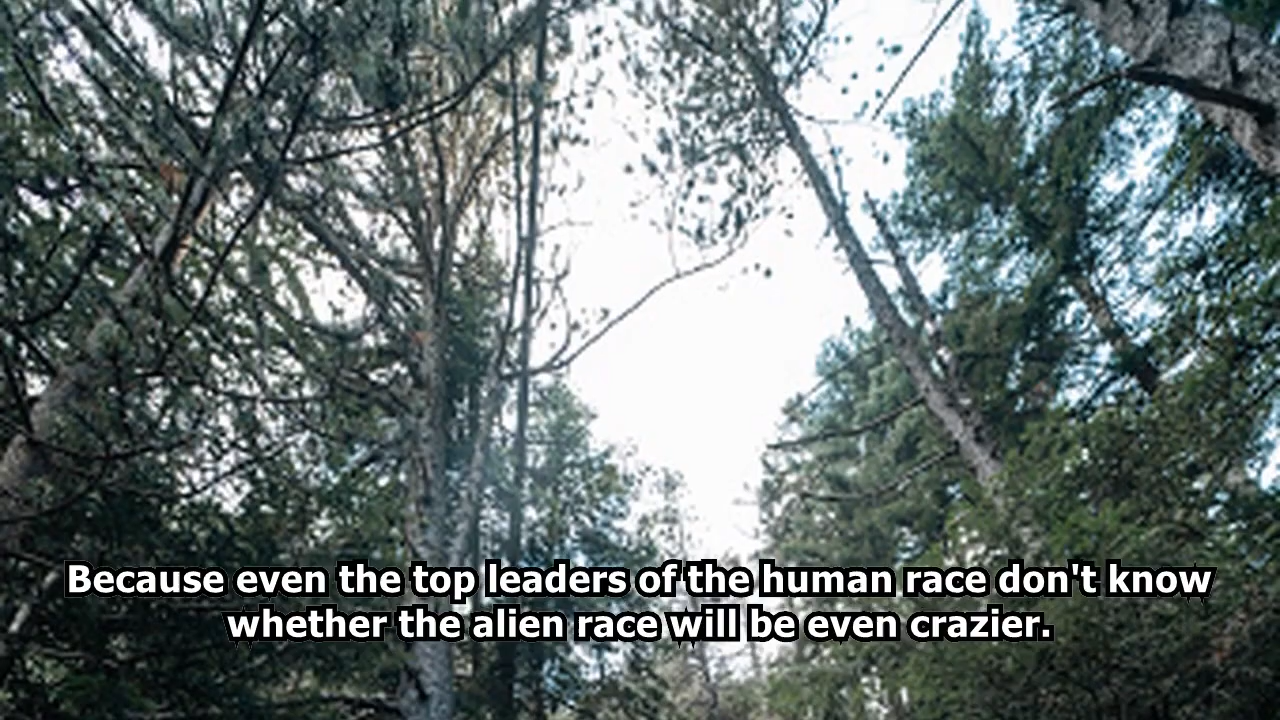 Because even the top leaders of the human race don't know
whether the alien race will be even crazier.